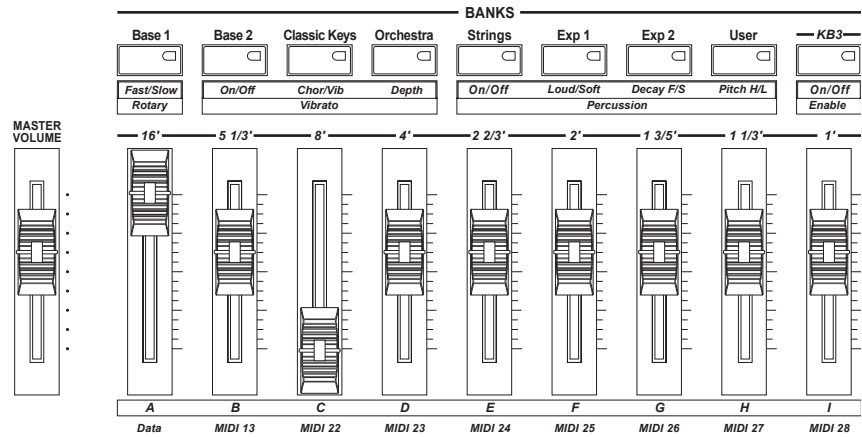 BANKS
Base 1 Base 2 Classic Keys Orchestra Strings Exp 1 Exp 2 User KB3
Fast/Slow On/Off Chor/Vib Depth On/Off Loud/Soft Decay F/S Pitch H/L On/Off
Rotary Vibrato Percussion Enable
MASTER
VOLUME
16' 5 1/3' 8' 4' 2 2/3' 2' 1 3/5' 1 1/3' 1'
A B C D E F G H I
Data MIDI 13 MIDI 22 MIDI 23 MIDI 24 MIDI 25 MIDI 26 MIDI 27 MIDI 28